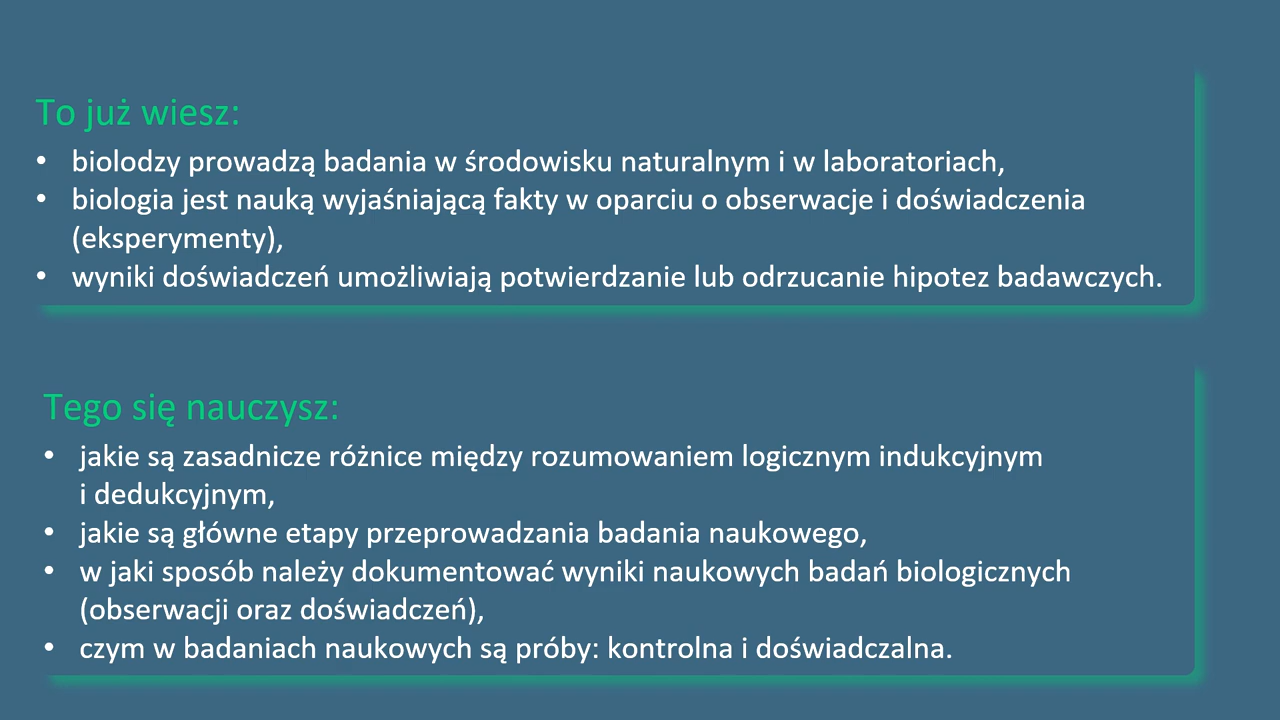 To już wiesz:
• biolodzy prowadzą badania w środowisku naturalnym i w laboratoriach,
• biologia jest nauką wyjaśniającą fakty w oparciu o obserwacje i doświadczenia
(eksperymenty),
• wyniki doświadczeń umożliwiają potwierdzanie lub odrzucanie hipotez badawczych.
Tego się nauczysz:
• jakie są zasadnicze różnice między rozumowaniem logicznym indukcyjnym
i dedukcyjnym,
• jakie są główne etapy przeprowadzania badania naukowego,
• w jaki sposób należy dokumentować wyniki naukowych badań biologicznych
(obserwacji oraz doświadczeń),
• czym w badaniach naukowych są próby: kontrolna i doświadczalna.